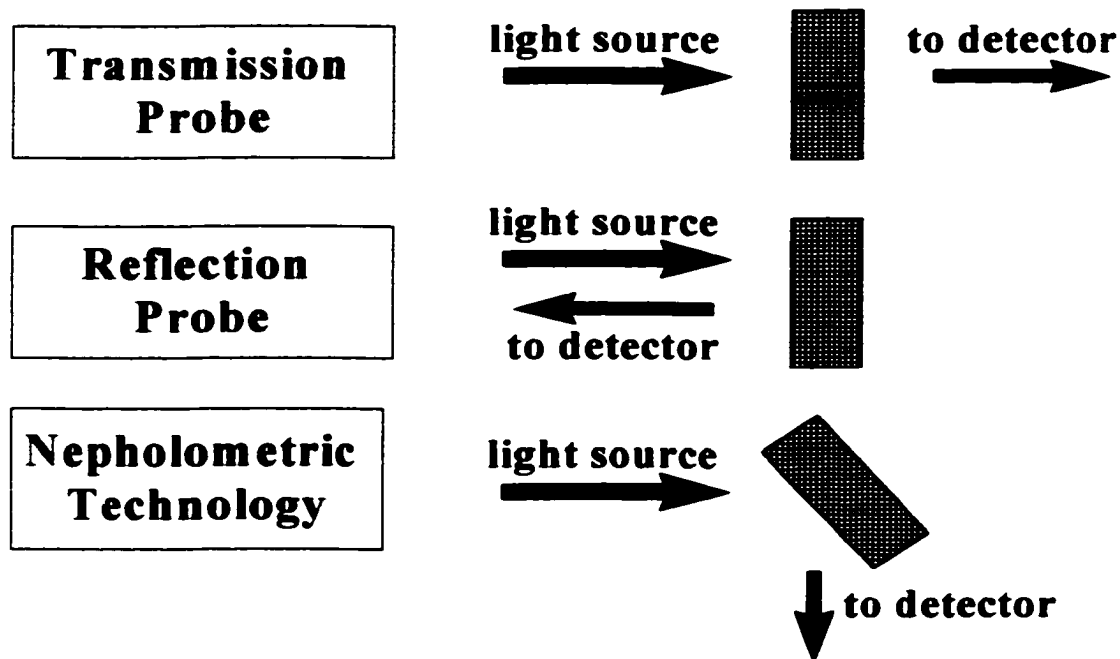 Transmission
Probe
light source
to detector
Reflection
Probe
light source
to detector
Nepholometric
Technology
light source
to detector